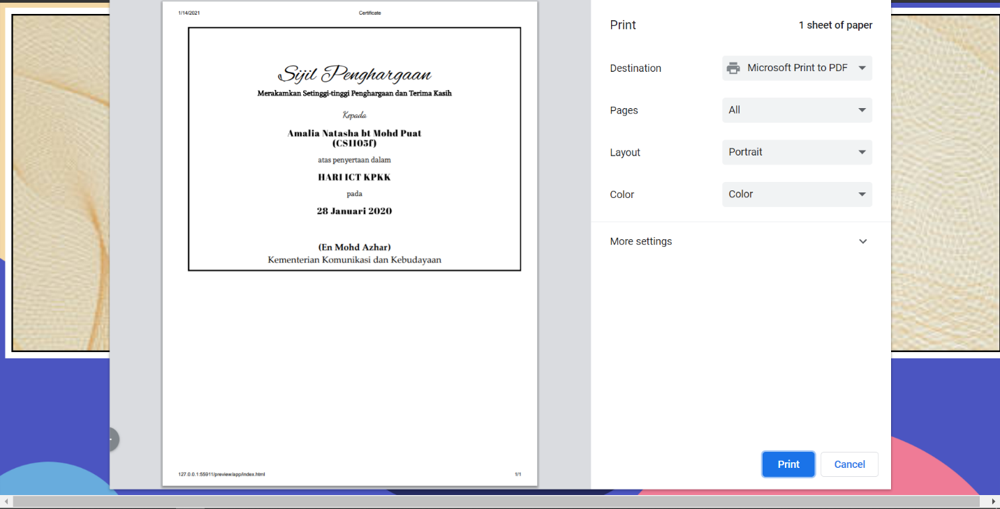 1/14/2021
Certificate
Sijil Penghargaan
Merakamkan Setinggi-tinggi Penghargaan dan Terima Kasih
Kepada
Amalia Natasha bt Mohd Puat
(CS1105f)
atas penyertaan dalam
HARI ICT KPKK
pada
28 Januari 2020
(En Mohd Azhar)
Kementerian Komunikasi dan Kebudayaan
127.0.0.1:55911/preview/app/index.html
1/1
Print
1 sheet of paper
Destination
Microsoft Print to PDF
Pages
All
Layout
Portrait
Color
Color
More settings
Print
Cancel